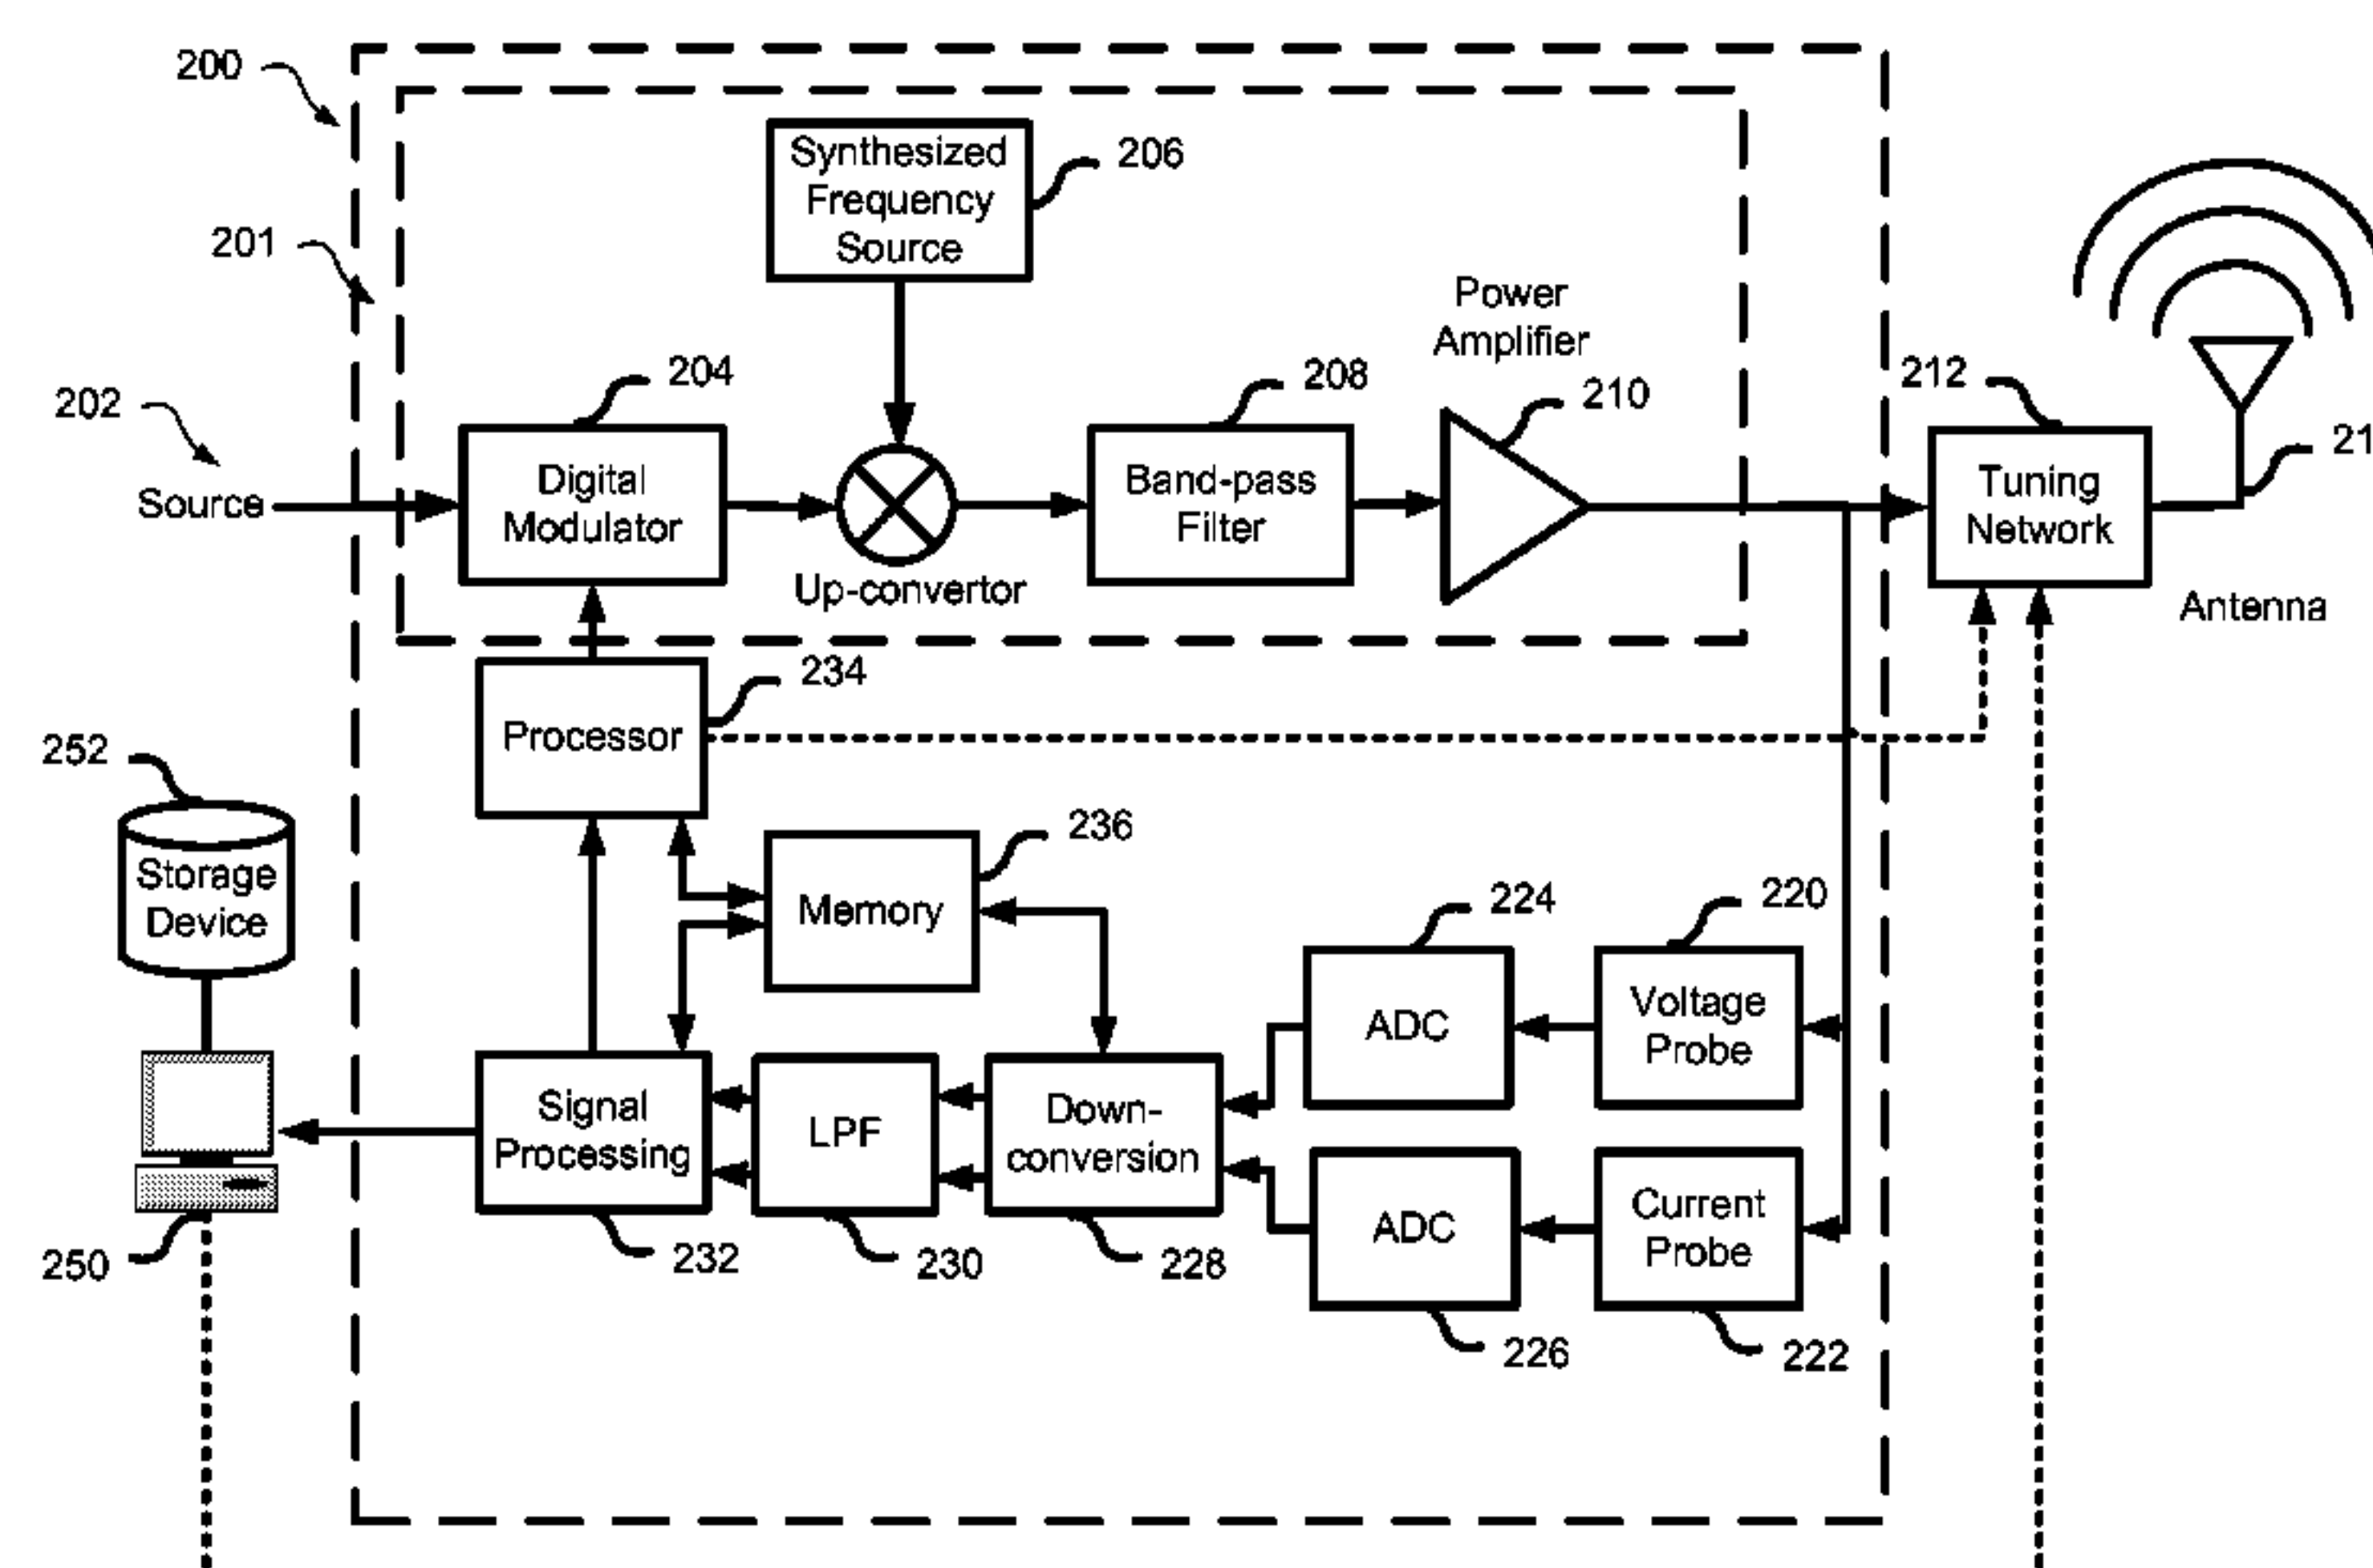 200
Synthesized
Frequency
Source
206
201
Power
Amplifier
202
204
208
210
212
Source
Digital
Modulator
Up-convertor
Band-pass
Filter
Tuning
Network
21
Antenna
234
Processor
252
Storage
Device
236
Memory
224
220
ADC
Voltage
Probe
Signal
Processing
LPF
Down-
conversion
ADC
Current
Probe
250
232
230
228
226
222